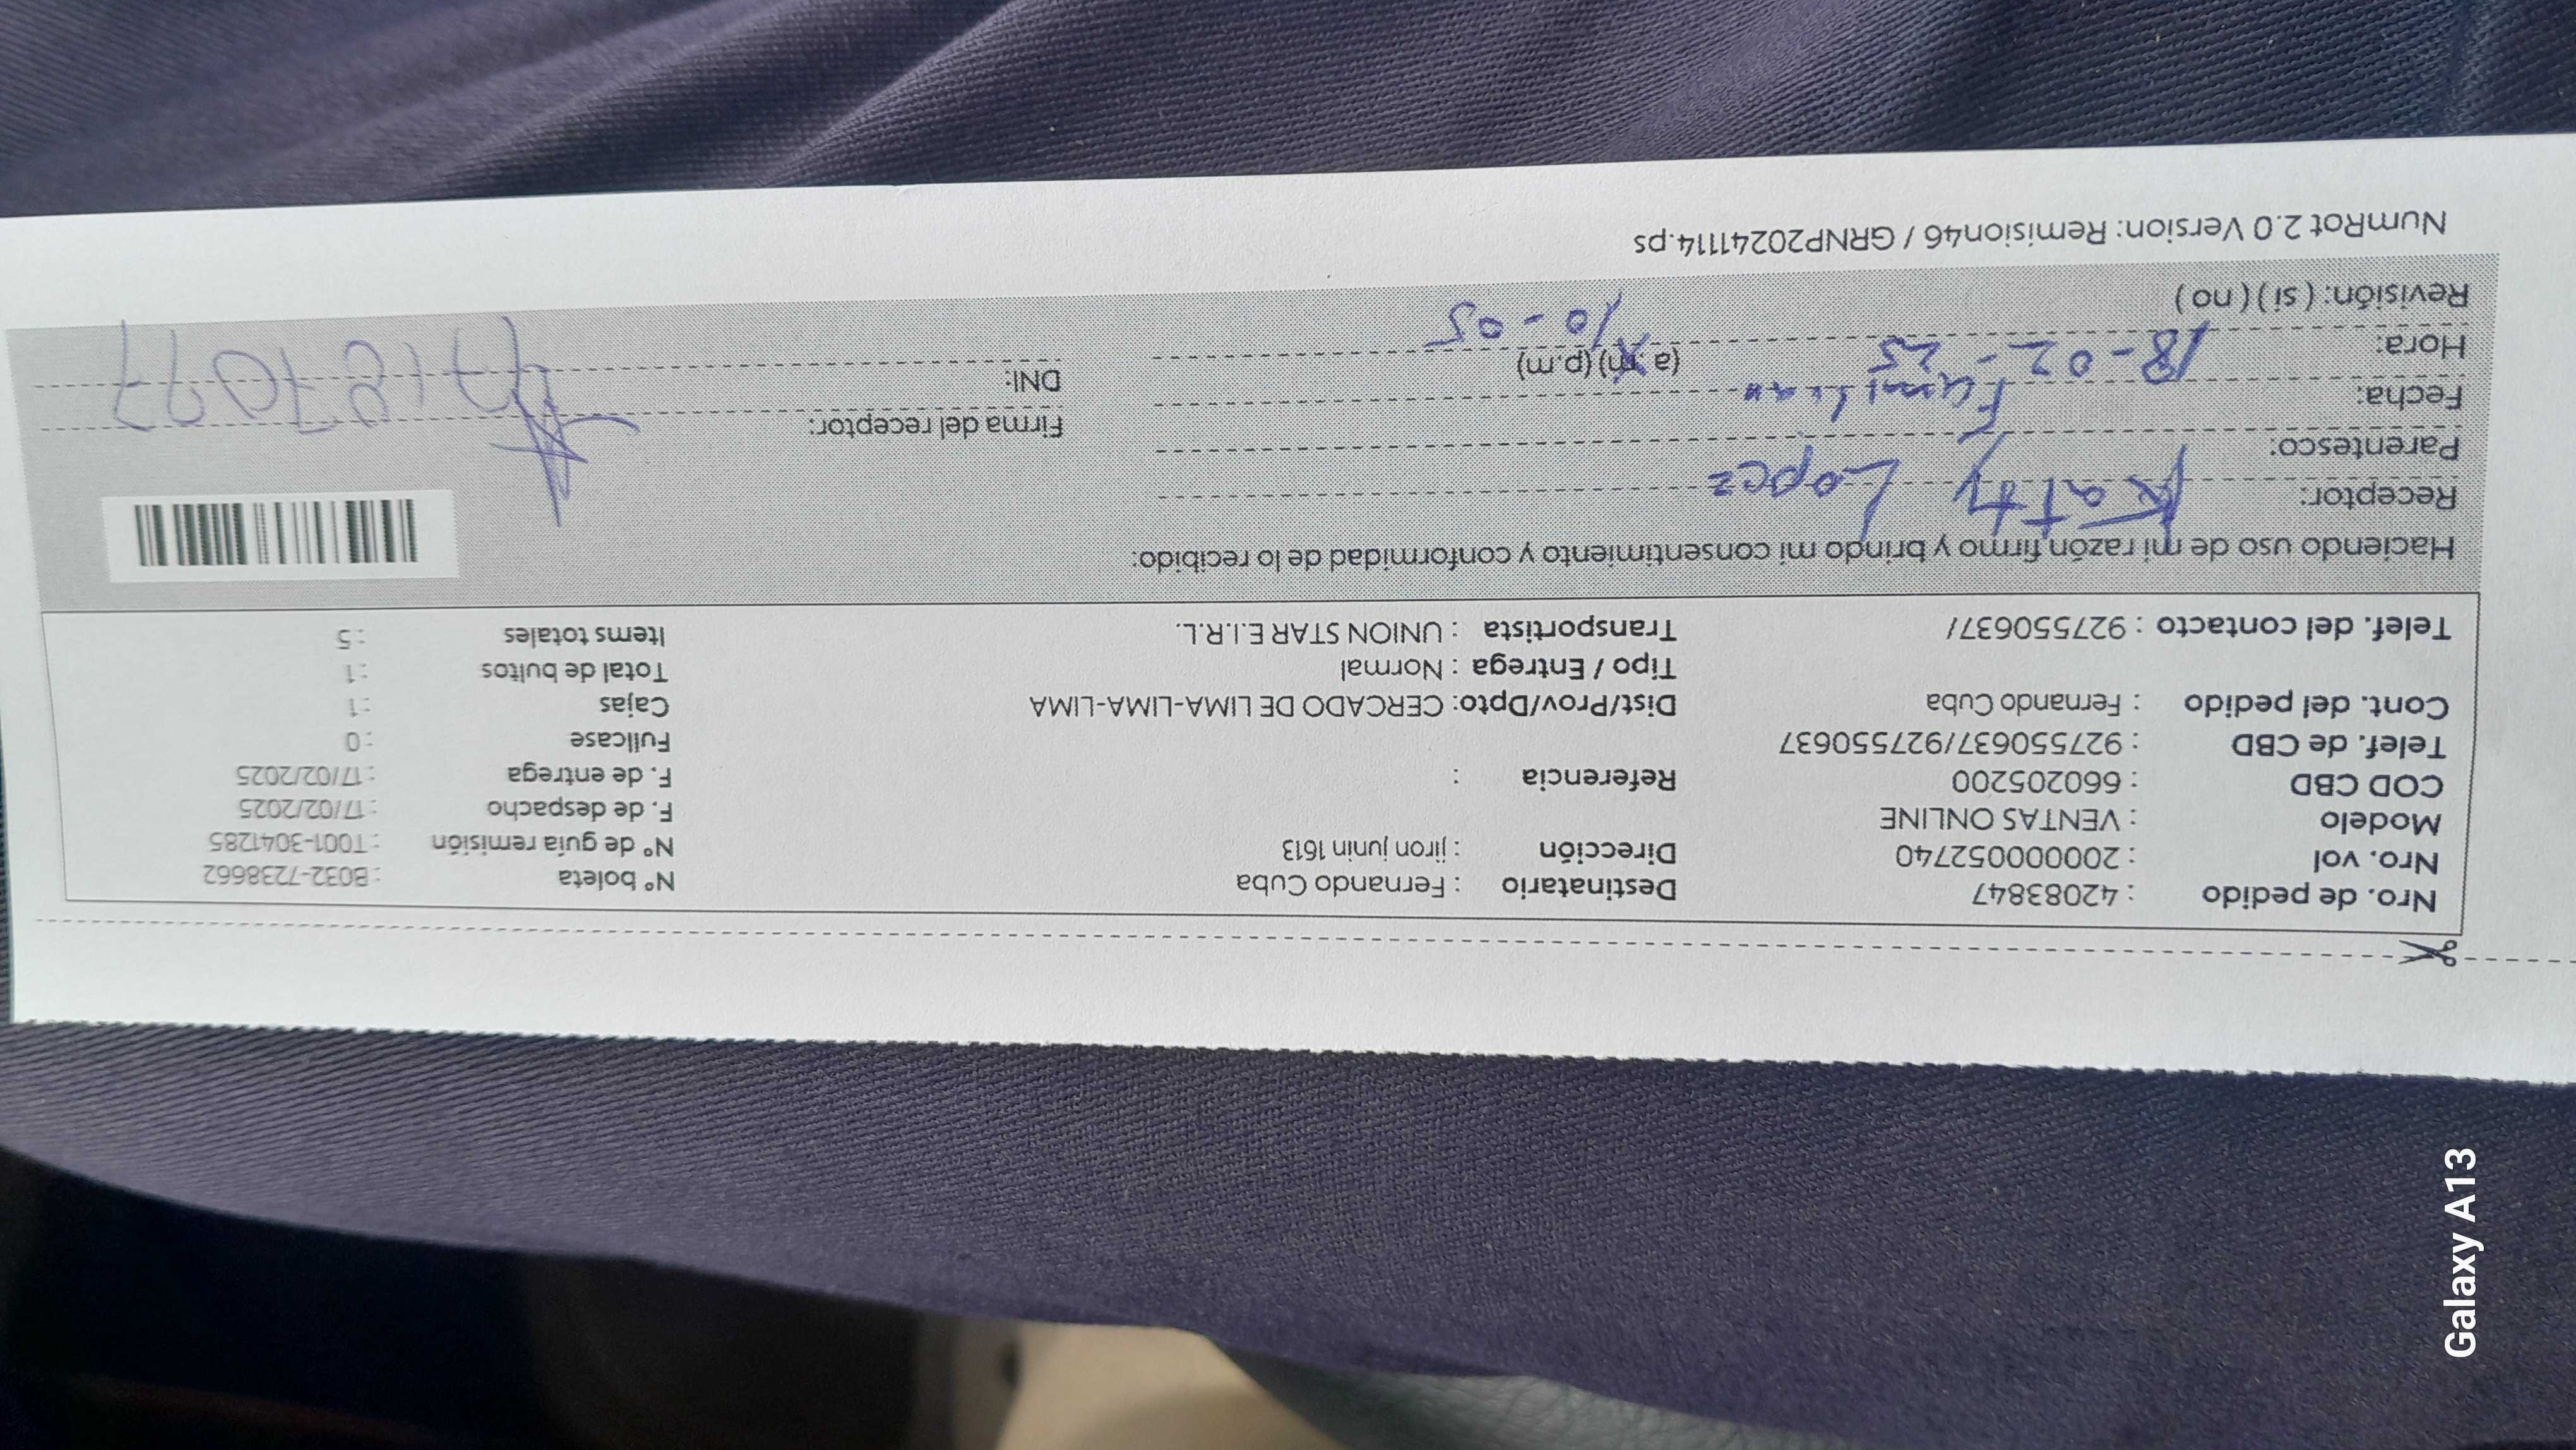 Nro. de pedido : 42083847
Nro. vol : 20000005274​0
Modelo : VENTAS ONLINE
COD CBD : 660205200
Telef. de CBD : 927550637/927550637
Cont. del pedido : Fernando Cuba
Telef. del contacto : 927550637/
Destinatario : Fernando Cuba
Dirección : jiron junin 1613
Referencia :
Dist/Prov/Dpto: CERCADO DE LIMA-LIMA-LIMA
Tipo / Entrega : Normal
Transportista : UNION STAR E.I.R.L.
N° boleta : B032-7238662
N° de guía remisión : T001-3041285
F. de despacho : 17/02/2025
F. de entrega : 17/02/2025
Fullcase : 0
Cajas : 1
Total de bultos : 1
Items totales : 5
Haciendo uso de mi razón firmo y brindo mi consentimiento y conformidad de lo recibido:
Receptor: Katty Lopez
Parentesco: Familiar
Fecha: 18-02-25
Hora: 10-05 (a.m) (p.m)
Revisión: ( si ) ( no )
Firma del receptor:
DNI:
NumRot 2.0 Version: Remision46 / GRNP20241114.ps
Galaxy A13